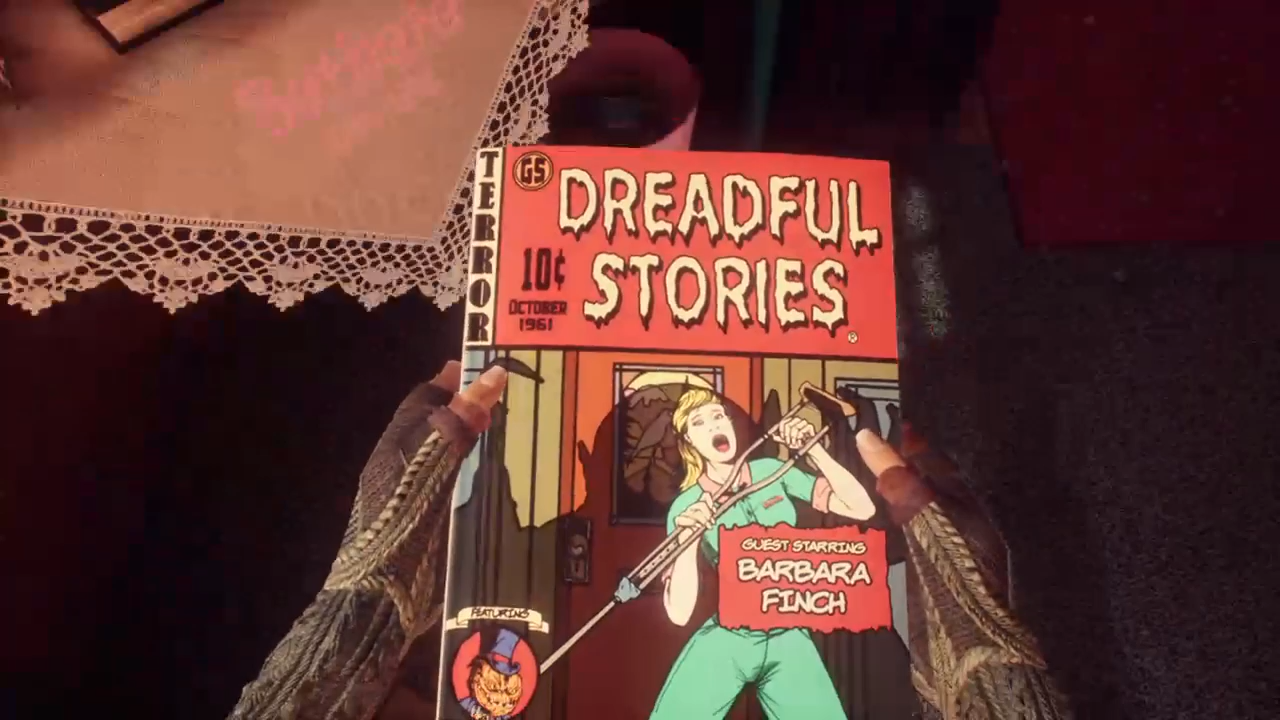 TERROR
GS
DREADFUL
STORIES
10¢
OCTOBER
1961
®
GUEST STARRING
BARBARA
FINCH
FEATURING